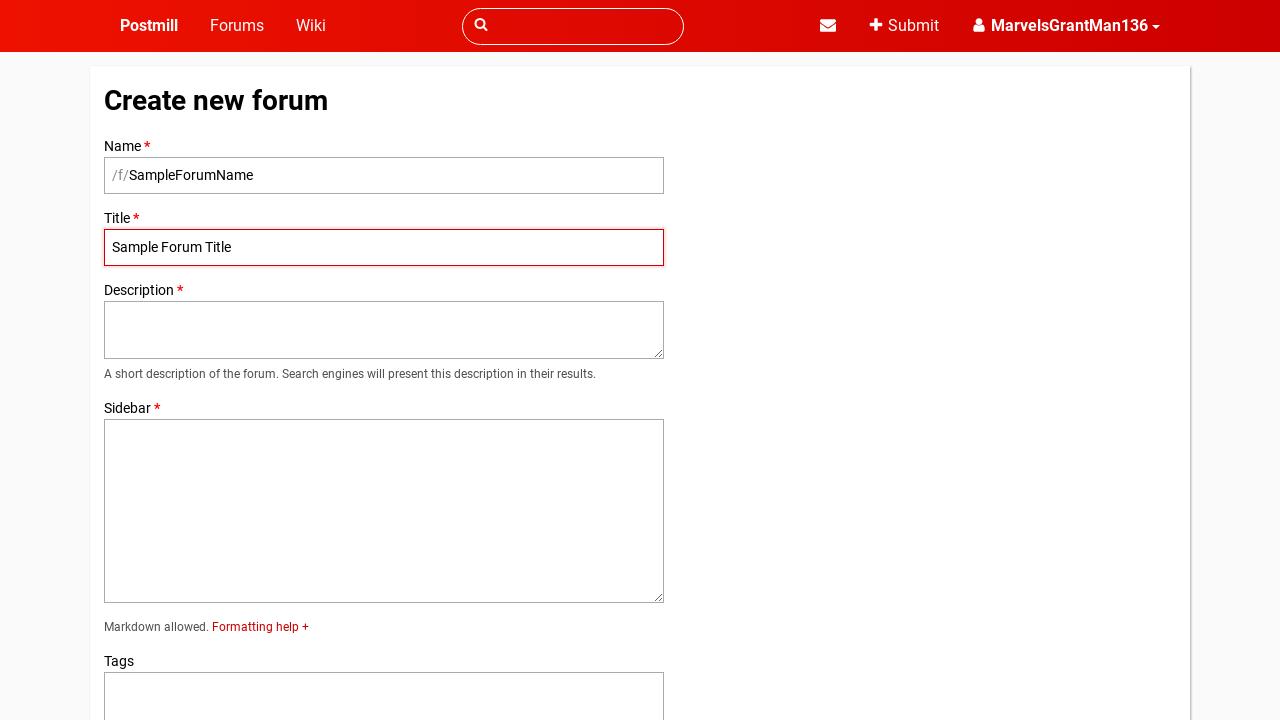 Postmill Forums Wiki Submit MarvelsGrantMan136
Create new forum
Name *
/f/SampleForumName
Title *
Sample Forum Title
Description *
A short description of the forum. Search engines will present this description in their results.
Sidebar *
Markdown allowed. Formatting help +
Tags